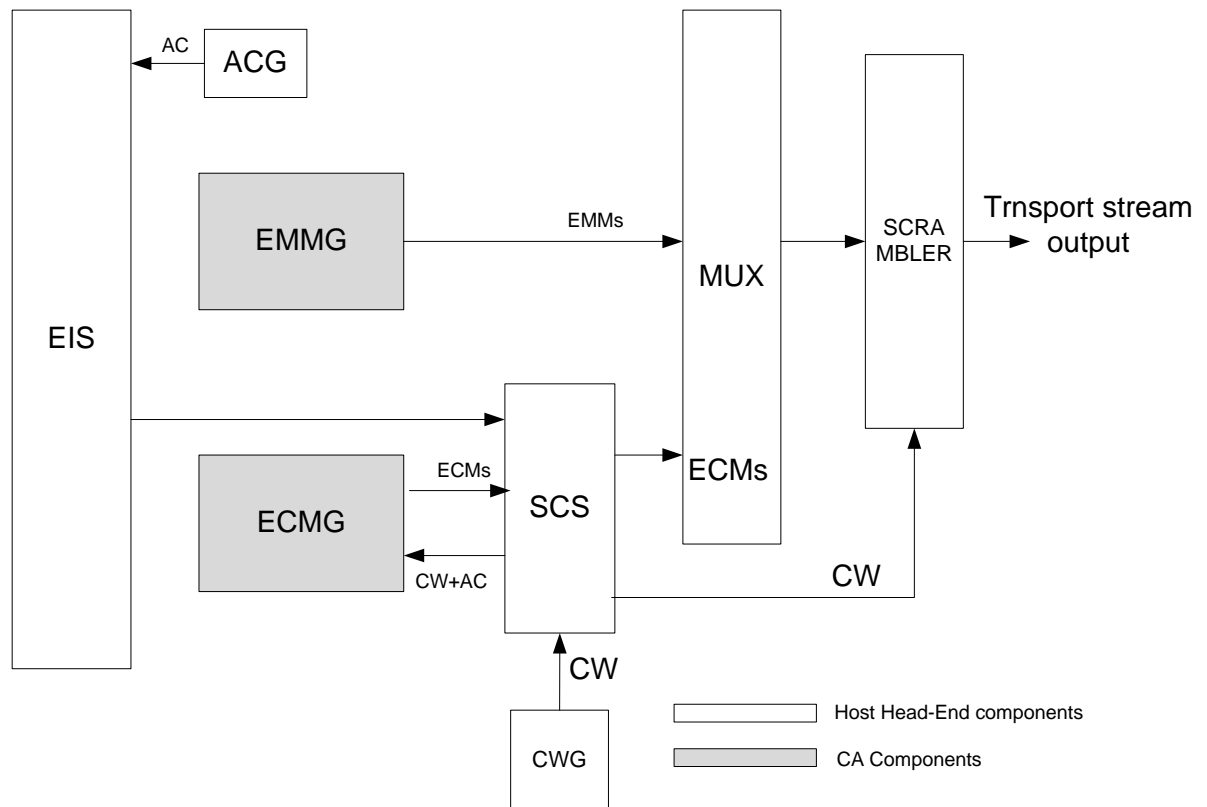 AC
ACG
EMMG
EMMs
EIS
MUX
SCRA
MBLER
Trnsport stream
output
ECMs
ECMG
SCS
ECMs
CW+AC
CW
CW
CWG
Host Head-End components
CA Components